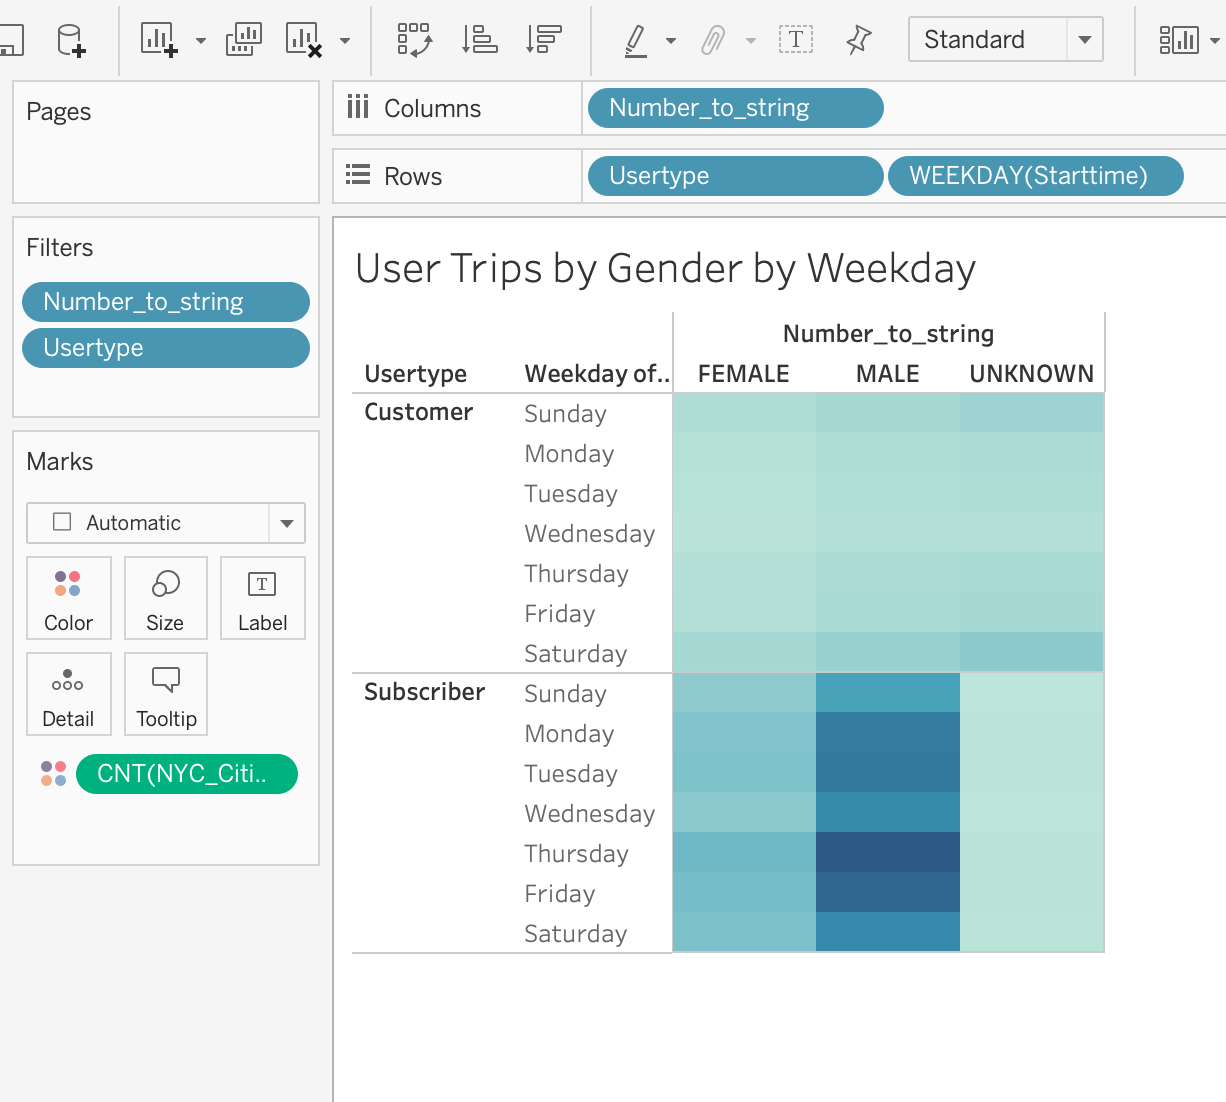 T
Standard
Pages
Columns
Number_to_string
Rows
Usertype
WEEKDAY(Starttime)
Filters
Number_to_string
Usertype
Marks
Automatic
Color
Size
T
Label
Detail
Tooltip
CNT(NYC_Citi..
User Trips by Gender by Weekday
Number_to_string
Usertype Weekday of.. FEMALE MALE UNKNOWN
Customer Sunday
Monday
Tuesday
Wednesday
Thursday
Friday
Saturday
Subscriber Sunday
Monday
Tuesday
Wednesday
Thursday
Friday
Saturday